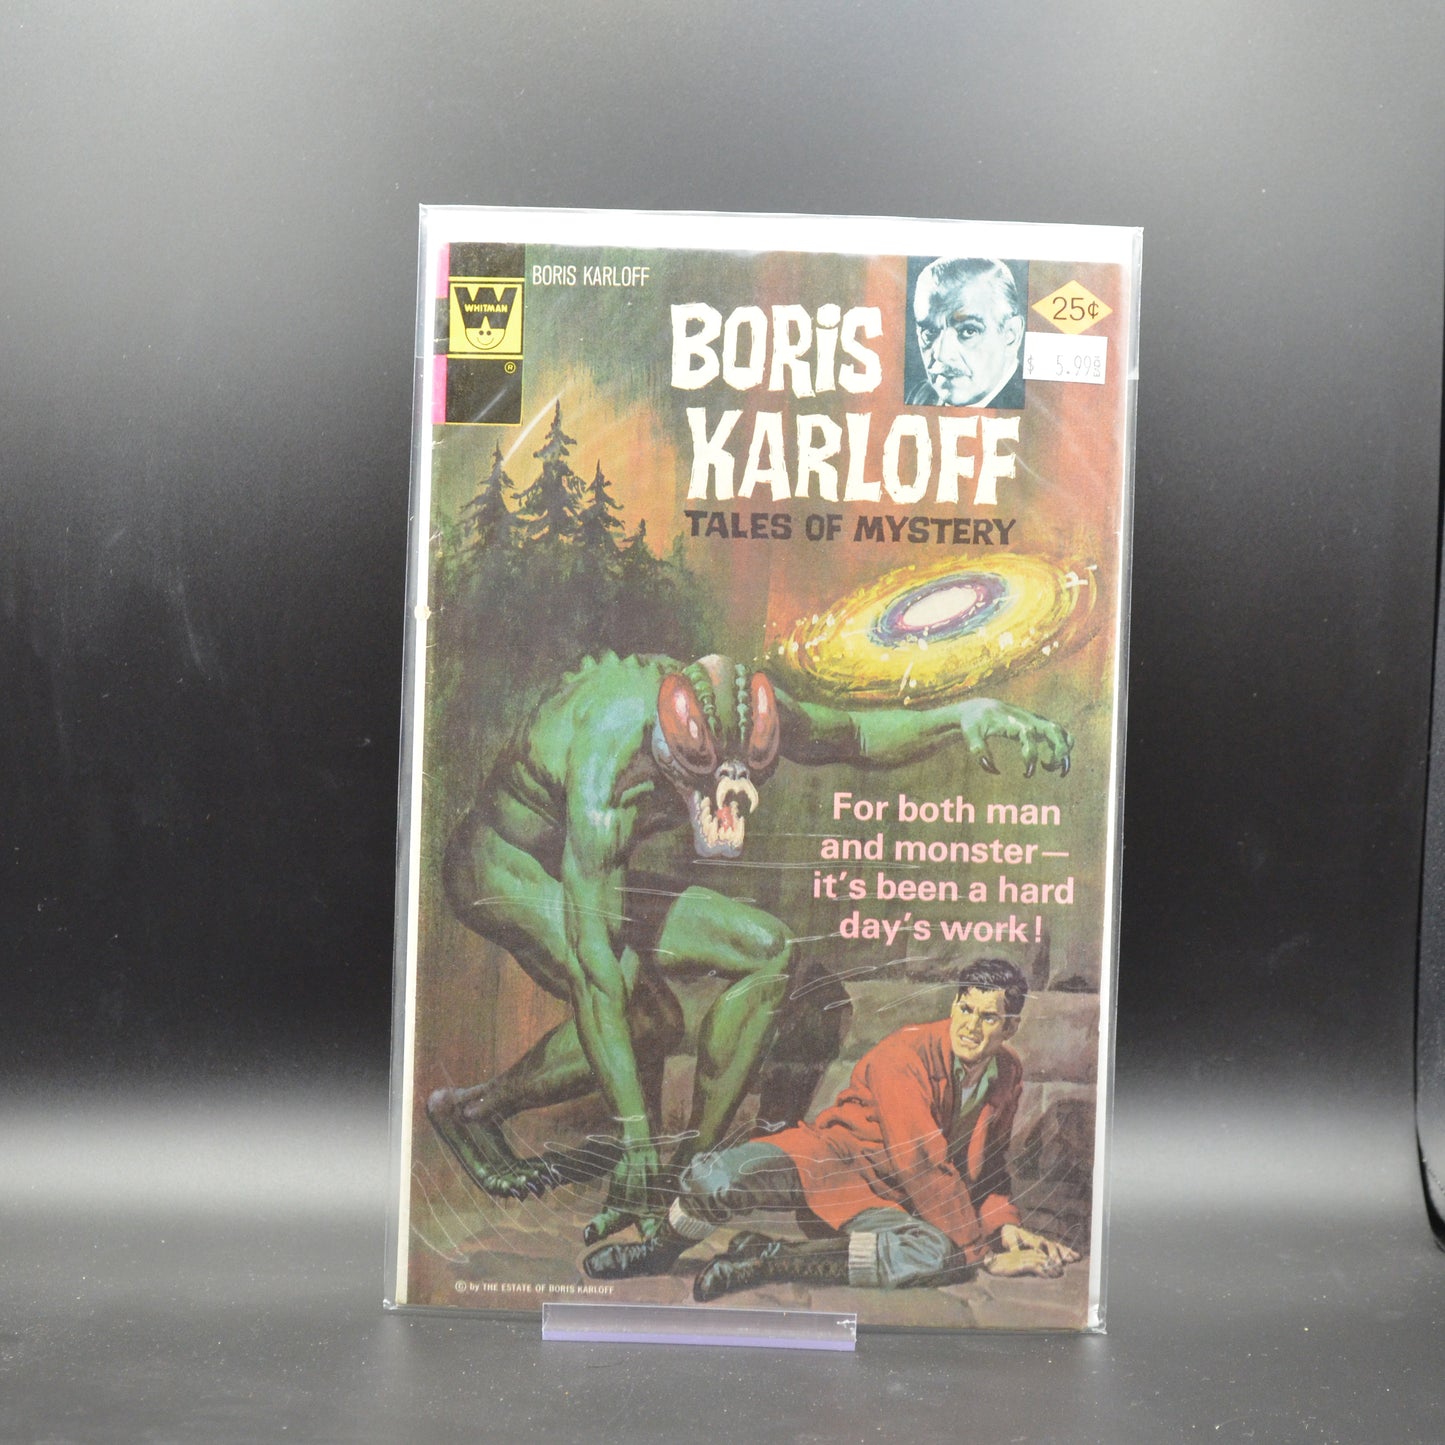 WHITMAN
®
BORIS KARLOFF
BORiS
KARLOFF
TALES OF MYSTERY
25¢
$ 5.99
For both man
and monster—
it's been a hard
day's work!
© by THE ESTATE OF BORIS KARLOFF